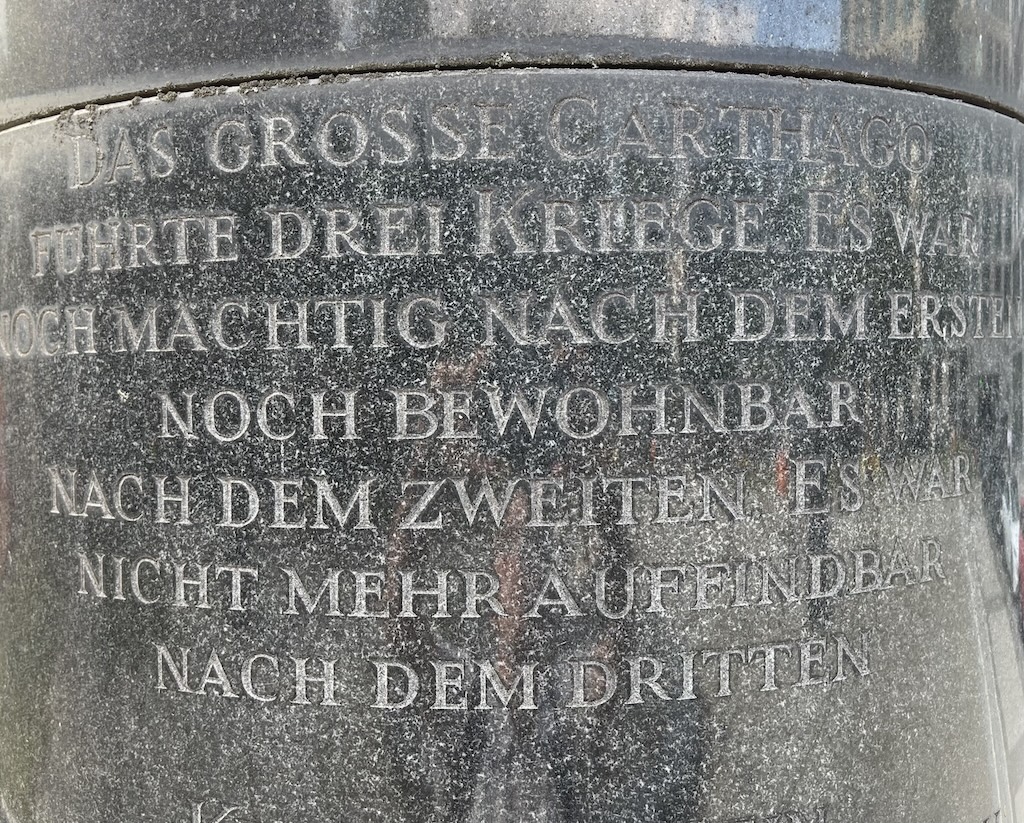 DAS GROSSE CARTHAGO
FÜHRTE DREI KRIEGE. ES WAR
NOCH MÄCHTIG NACH DEM ERSTEN
NOCH BEWOHNBAR
NACH DEM ZWEITEN. ES WAR
NICHT MEHR AUFFINDBAR
NACH DEM DRITTEN